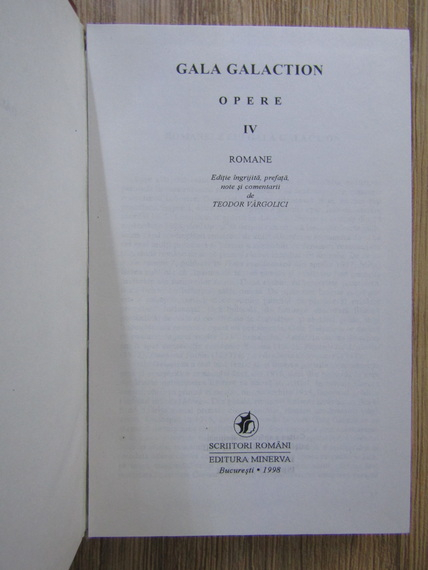 GALA GALACTION
OPERE
IV
ROMANE
Ediție îngrijită, prefață,
note și comentarii
de
TEODOR VÂRGOLICI
SCRIITORI ROMÂNI
EDITURA MINERVA
București • 1998